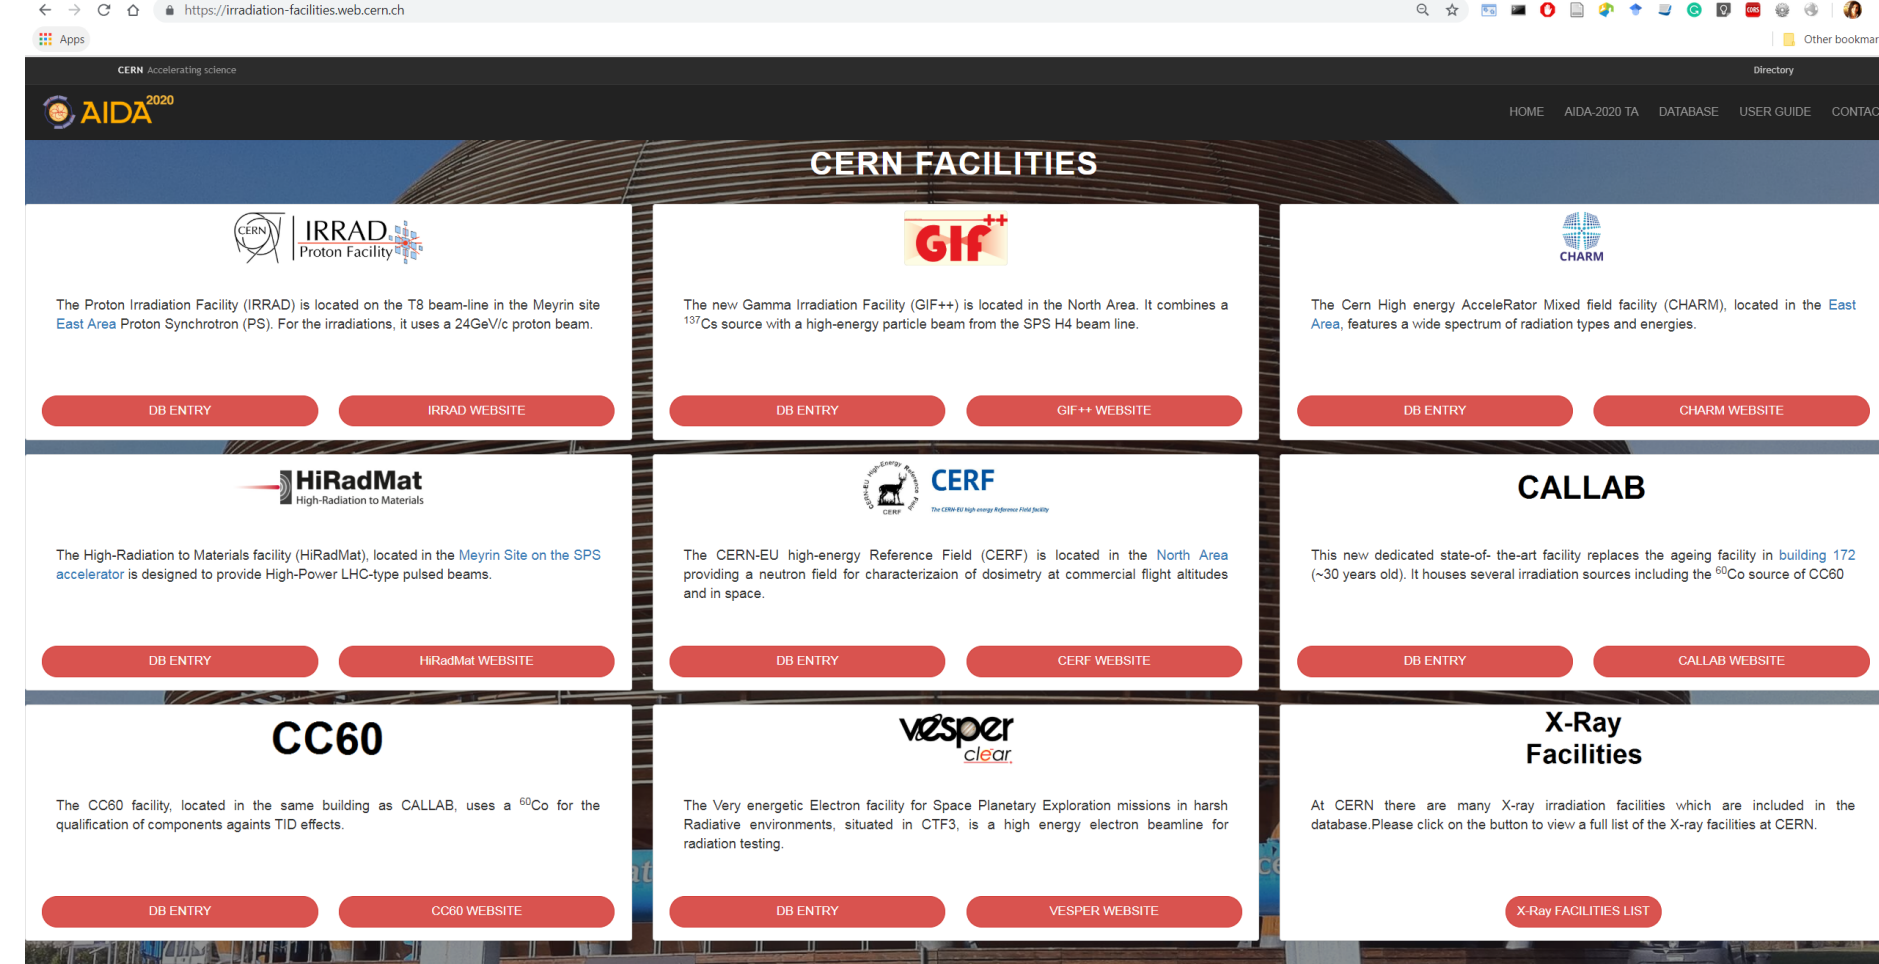 https://irradiation-facilities.web.cern.ch
Apps
Other bookmar
CERN Accelerating science
Directory
AIDA2020
HOME AIDA-2020 TA DATABASE USER GUIDE CONTAC
CERN FACILITIES
CERN
IRRAD
Proton Facility
The Proton Irradiation Facility (IRRAD) is located on the T8 beam-line in the Meyrin site
East Area Proton Synchrotron (PS). For the irradiations, it uses a 24GeV/c proton beam.
DB ENTRY
IRRAD WEBSITE
GIF++
The new Gamma Irradiation Facility (GIF++) is located in the North Area. It combines a
137Cs source with a high-energy particle beam from the SPS H4 beam line.
DB ENTRY
GIF++ WEBSITE
CHARM
The Cern High energy AcceleRator Mixed field facility (CHARM), located in the East
Area, features a wide spectrum of radiation types and energies.
DB ENTRY
CHARM WEBSITE
HiRadMat
High-Radiation to Materials
The High-Radiation to Materials facility (HiRadMat), located in the Meyrin Site on the SPS
accelerator is designed to provide High-Power LHC-type pulsed beams.
DB ENTRY
HiRadMat WEBSITE
CERN-EU High-Energy Reference Field
CERF
CERF
The CERN-EU high energy Reference Field facility
The CERN-EU high-energy Reference Field (CERF) is located in the North Area
providing a neutron field for characterizaion of dosimetry at commercial flight altitudes
and in space.
DB ENTRY
CERF WEBSITE
CALLAB
This new dedicated state-of- the-art facility replaces the ageing facility in building 172
(~30 years old). It houses several irradiation sources including the 60Co source of CC60
DB ENTRY
CALLAB WEBSITE
CC60
The CC60 facility, located in the same building as CALLAB, uses a 60Co for the
qualification of components againts TID effects.
DB ENTRY
CC60 WEBSITE
vesper
clear
The Very energetic Electron facility for Space Planetary Exploration missions in harsh
Radiative environments, situated in CTF3, is a high energy electron beamline for
radiation testing.
DB ENTRY
VESPER WEBSITE
X-Ray
Facilities
At CERN there are many X-ray irradiation facilities which are included in the
database.Please click on the button to view a full list of the X-ray facilities at CERN.
X-Ray FACILITIES LIST